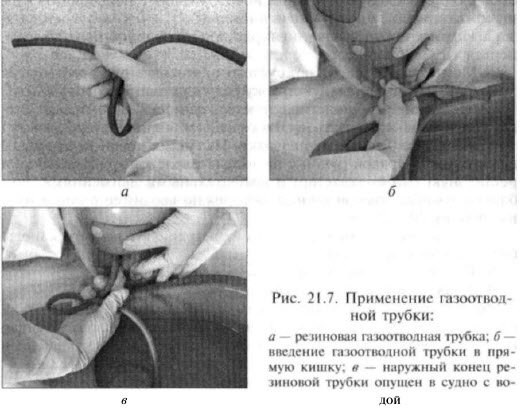 а
б
Рис. 21.7. Применение газоотвод-
ной трубки:
а — резиновая газоотводная трубка; б —
введение газоотводной трубки в пря-
мую кишку; в — наружный конец ре-
зиновой трубки опущен в судно с во-
дой
в